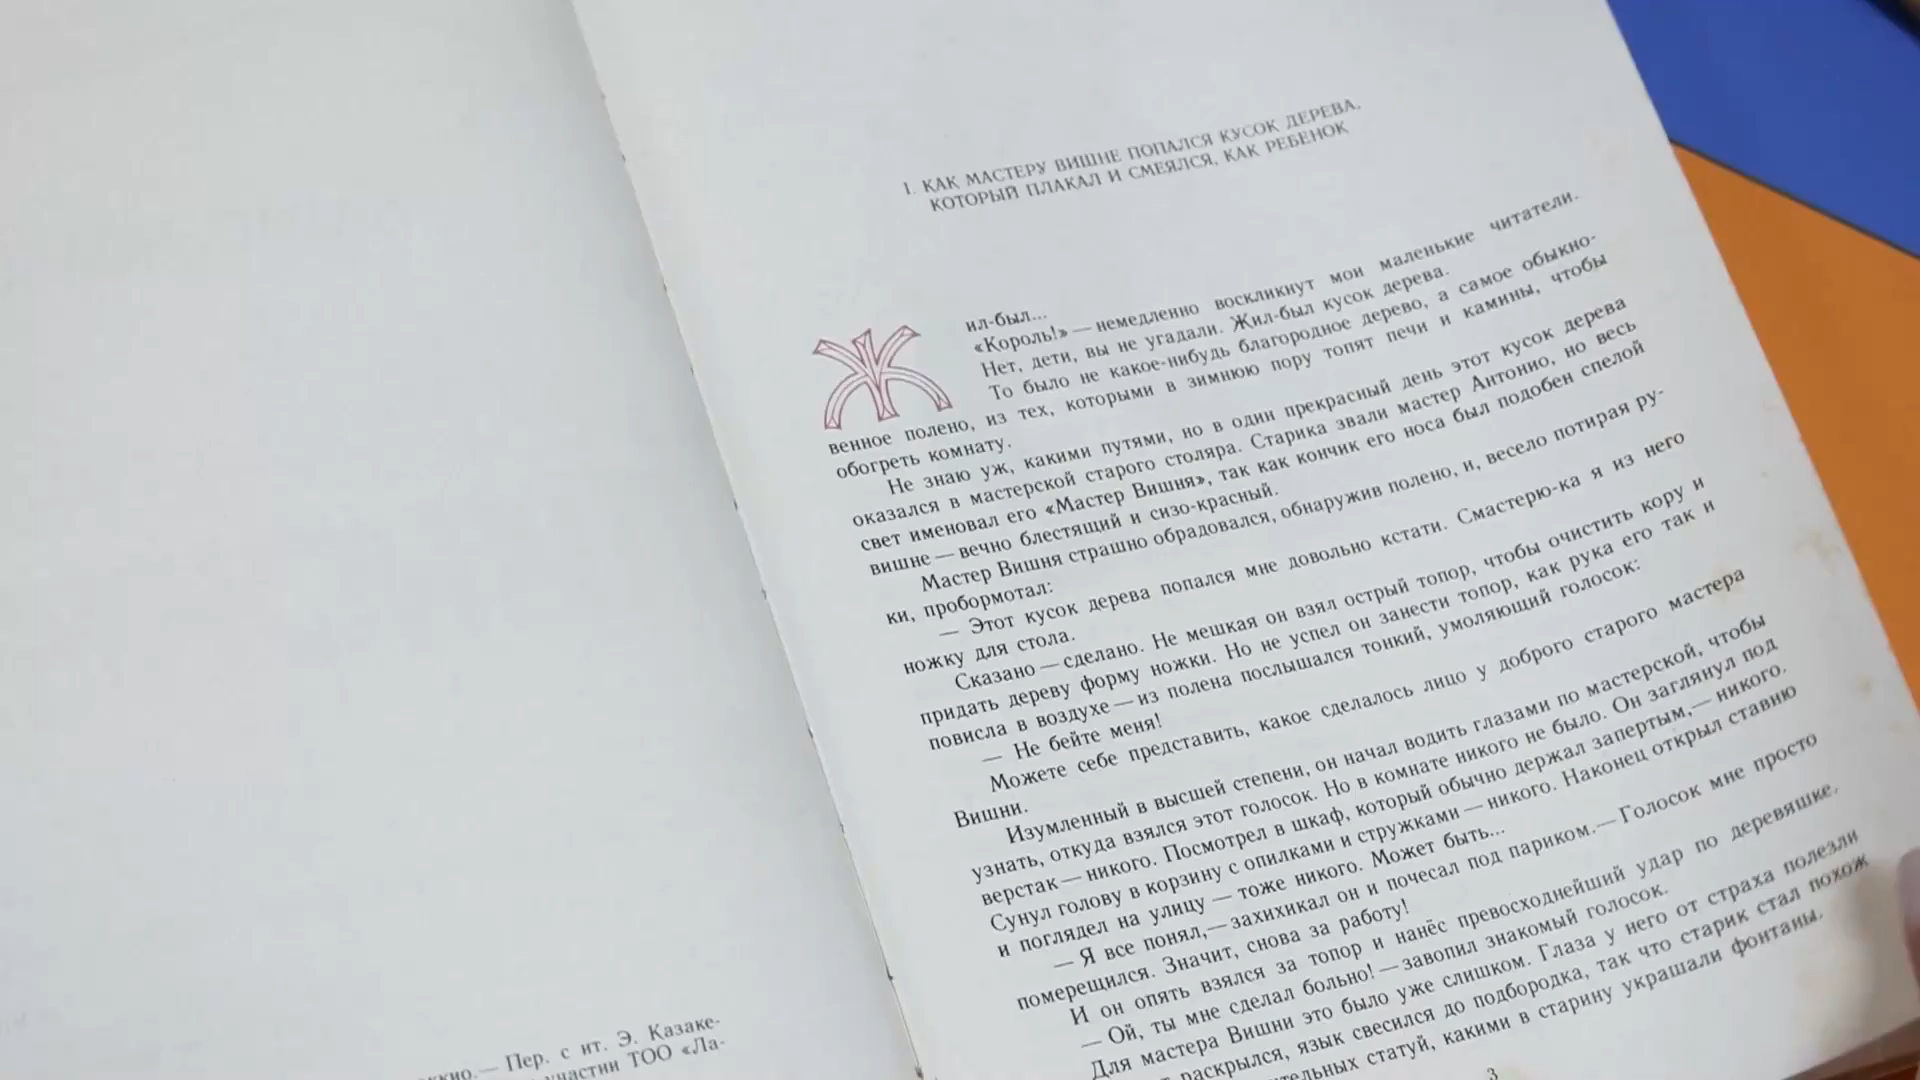 ккио.— Пер. с ит. Э. Казаке-
участии ТОО «Ла-
I. КАК МАСТЕРУ ВИШНЕ ПОПАЛСЯ КУСОК ДЕРЕВА,
КОТОРЫЙ ПЛАКАЛ И СМЕЯЛСЯ, КАК РЕБЕНОК
Жил-был...
«Король!» — немедленно воскликнут мои маленькие читатели.
Нет, дети, вы не угадали. Жил-был кусок дерева.
То было не какое-нибудь благородное дерево, а самое обыкно-
венное полено, из тех, которыми в зимнюю пору топят печи и камины, чтобы
обогреть комнату.
Не знаю уж, какими путями, но в один прекрасный день этот кусок дерева
оказался в мастерской старого столяра. Старика звали мастер Антонио, но весь
свет именовал его «Мастер Вишня», так как кончик его носа был подобен спелой
вишне — вечно блестящий и сизо-красный.
Мастер Вишня страшно обрадовался, обнаружив полено, и, весело потирая ру-
ки, пробормотал:
— Этот кусок дерева попался мне довольно кстати. Смастерю-ка я из него
ножку для стола.
Сказано — сделано. Не мешкая он взял острый топор, чтобы очистить кору и
придать дереву форму ножки. Но не успел он занести топор, как рука его так и
повисла в воздухе — из полена послышался тонкий, умоляющий голосок:
— Не бейте меня!
Можете себе представить, какое сделалось лицо у доброго старого мастера
Вишни.
Изумленный в высшей степени, он начал водить глазами по мастерской, чтобы
узнать, откуда взялся этот голосок. Но в комнате никого не было. Он заглянул под
верстак — никого. Посмотрел в шкаф, который обычно держал запертым,— никого.
Сунул голову в корзину с опилками и стружками — никого. Наконец открыл ставню
и поглядел на улицу — тоже никого. Может быть...
— Я все понял,— захихикал он и почесал под париком.— Голосок мне просто
померещился. Значит, снова за работу!
И он опять взялся за топор и нанёс превосходнейший удар по деревяшке.
— Ой, ты мне сделал больно! — завопил знакомый голосок.
Для мастера Вишни это было уже слишком. Глаза у него от страха полезли
раскрылся, язык свесился до подбородка, так что старик стал похож
тельных статуй, какими в старину украшали фонтаны.
3